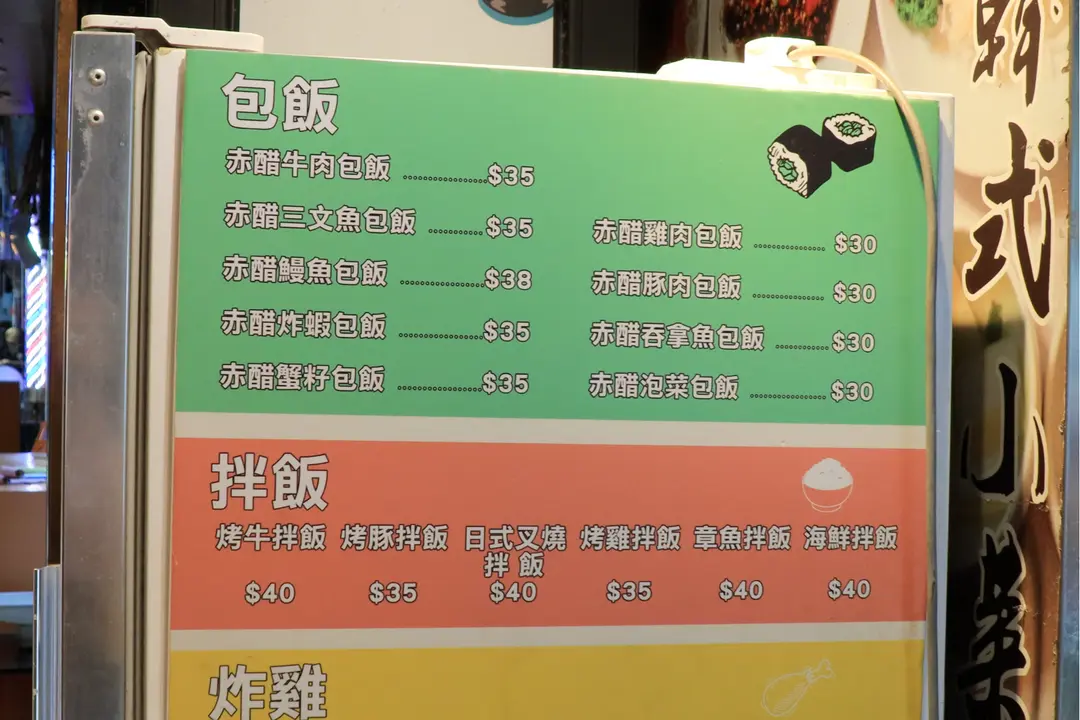 包飯
赤醋牛肉包飯 ................$35
赤醋三文魚包飯 ..........$35
赤醋鰻魚包飯 ................$38
赤醋炸蝦包飯 ................$35
赤醋蟹籽包飯 ................$35
赤醋雞肉包飯 .............. $30
赤醋豚肉包飯 .............. $30
赤醋吞拿魚包飯 .......... $30
赤醋泡菜包飯 .............. $30
拌飯
烤牛拌飯 烤豚拌飯 日式叉燒 烤雞拌飯 章魚拌飯 海鮮拌飯
拌飯
$40 $35 $40 $35 $40 $40
炸雞
韓式小菜